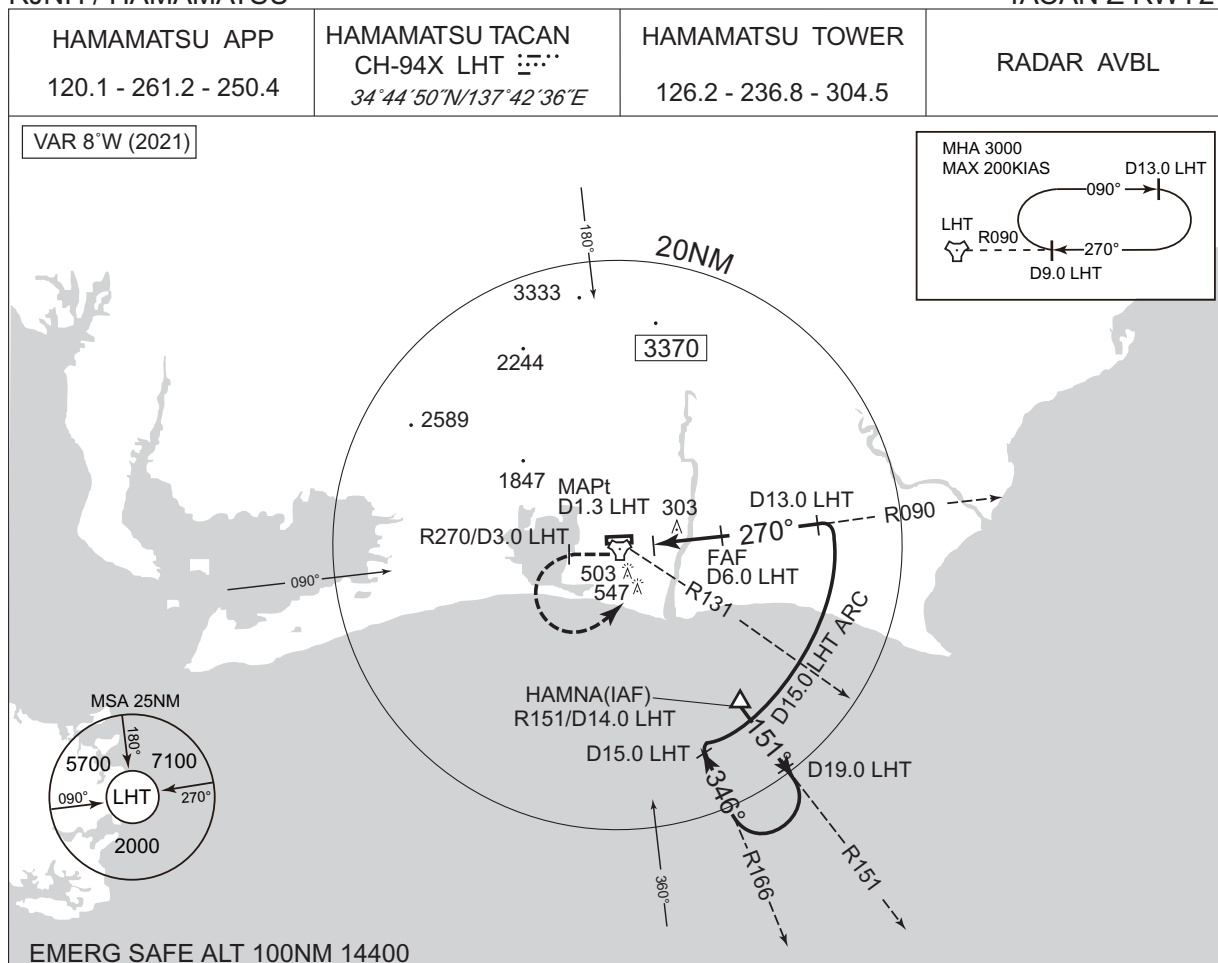 HAMAMATSU APP
120.1 - 261.2 - 250.4
HAMAMATSU TACAN
CH-94X LHT
34°44′50″N/137°42′36″E
HAMAMATSU TOWER
126.2 - 236.8 - 304.5
RADAR AVBL
VAR 8°W (2021)
MHA 3000
MAX 200KIAS
D13.0 LHT
090°
LHT
R090
270°
D9.0 LHT
180°
20NM
3333
3370
2244
2589
1847
MAPt
D1.3 LHT
303
D13.0 LHT
R090
270°
R270/D3.0 LHT
FAF
D6.0 LHT
503
547
R131
090°
D15.0 LHT ARC
HAMNA(IAF)
R151/D14.0 LHT
151°
D15.0 LHT
D19.0 LHT
346°
MSA 25NM
180°
5700
7100
090°
LHT
270°
2000
360°
R166
R151
EMERG SAFE ALT 100NM 14400